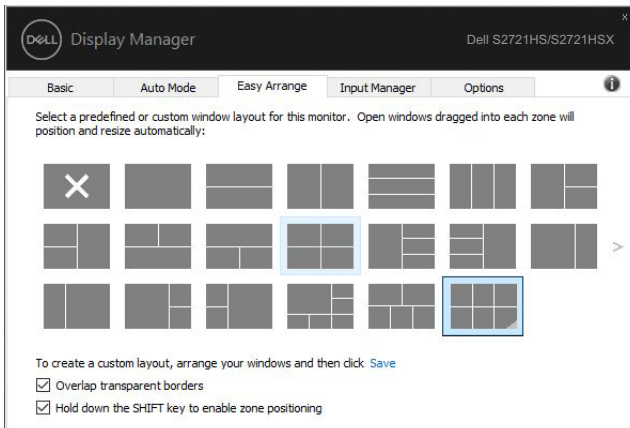 x
DELL Display Manager Dell S2721HS/S2721HSX
Basic Auto Mode Easy Arrange Input Manager Options
Select a predefined or custom window layout for this monitor. Open windows dragged into each zone will
position and resize automatically:
To create a custom layout, arrange your windows and then click Save
Overlap transparent borders
Hold down the SHIFT key to enable zone positioning